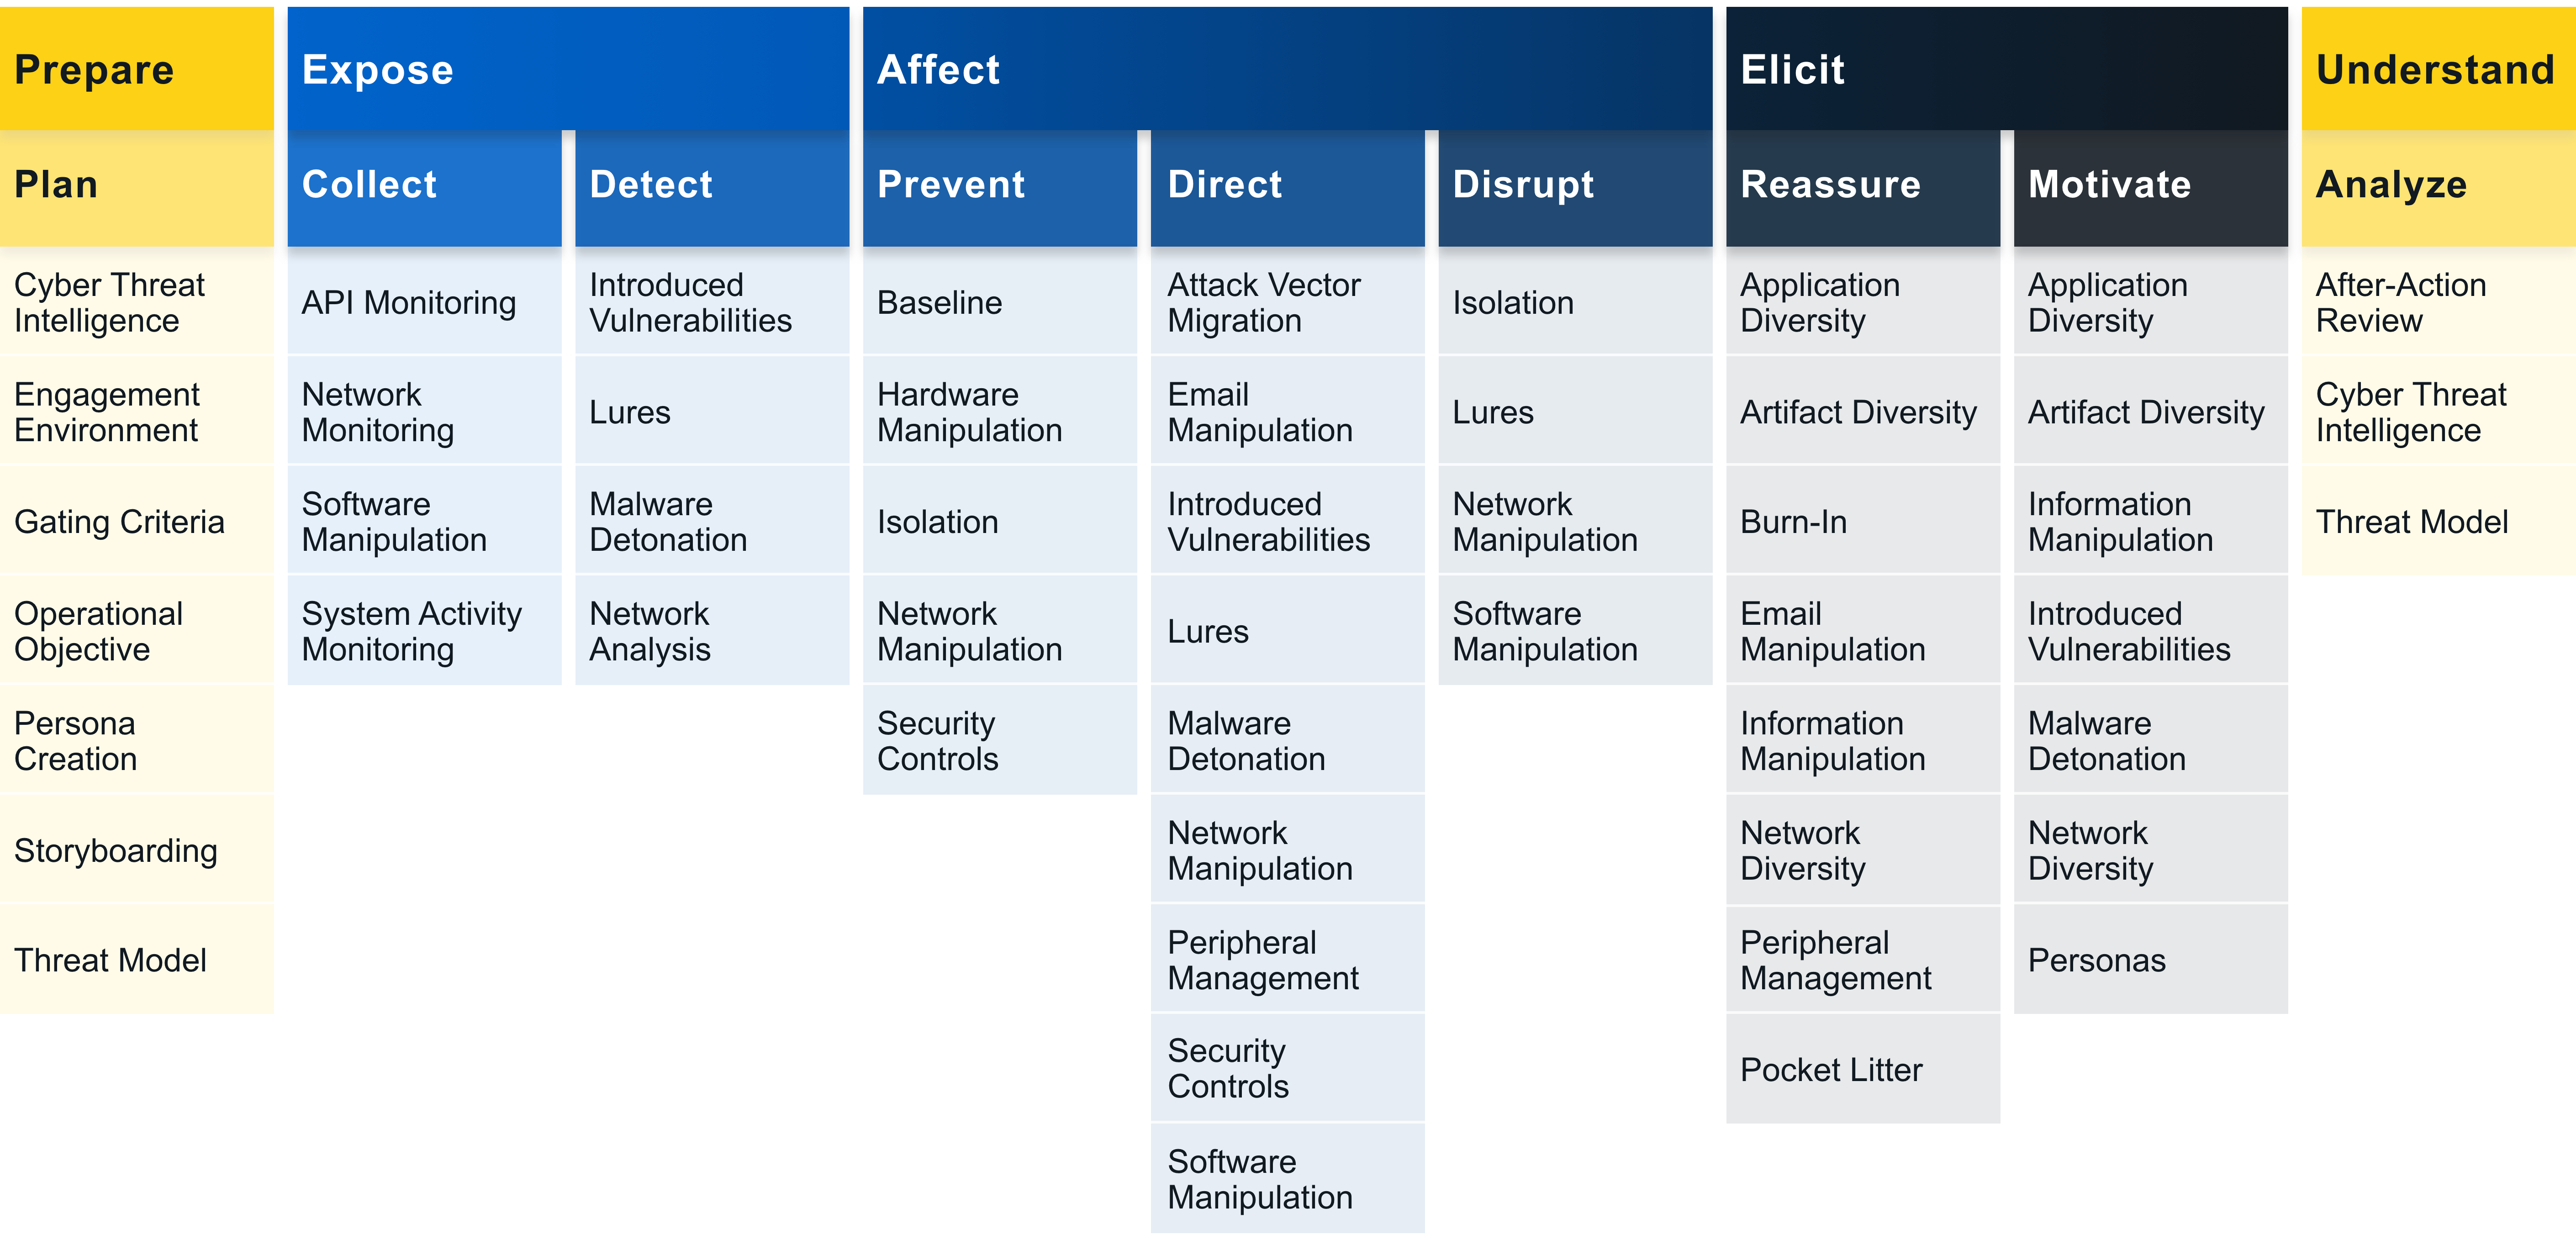 Prepare
Expose
Affect
Elicit
Understand
Plan
Collect
Detect
Prevent
Direct
Disrupt
Reassure
Motivate
Analyze
Cyber Threat
Intelligence
Engagement
Environment
Gating Criteria
Operational
Objective
Persona
Creation
Storyboarding
Threat Model
API Monitoring
Network
Monitoring
Software
Manipulation
System Activity
Monitoring
Introduced
Vulnerabilities
Lures
Malware
Detonation
Network
Analysis
Baseline
Hardware
Manipulation
Isolation
Network
Manipulation
Security
Controls
Attack Vector
Migration
Email
Manipulation
Introduced
Vulnerabilities
Lures
Malware
Detonation
Network
Manipulation
Peripheral
Management
Security
Controls
Software
Manipulation
Isolation
Lures
Network
Manipulation
Software
Manipulation
Application
Diversity
Artifact Diversity
Burn-In
Email
Manipulation
Information
Manipulation
Network
Diversity
Peripheral
Management
Pocket Litter
Application
Diversity
Artifact Diversity
Information
Manipulation
Introduced
Vulnerabilities
Malware
Detonation
Network
Diversity
Personas
After-Action
Review
Cyber Threat
Intelligence
Threat Model